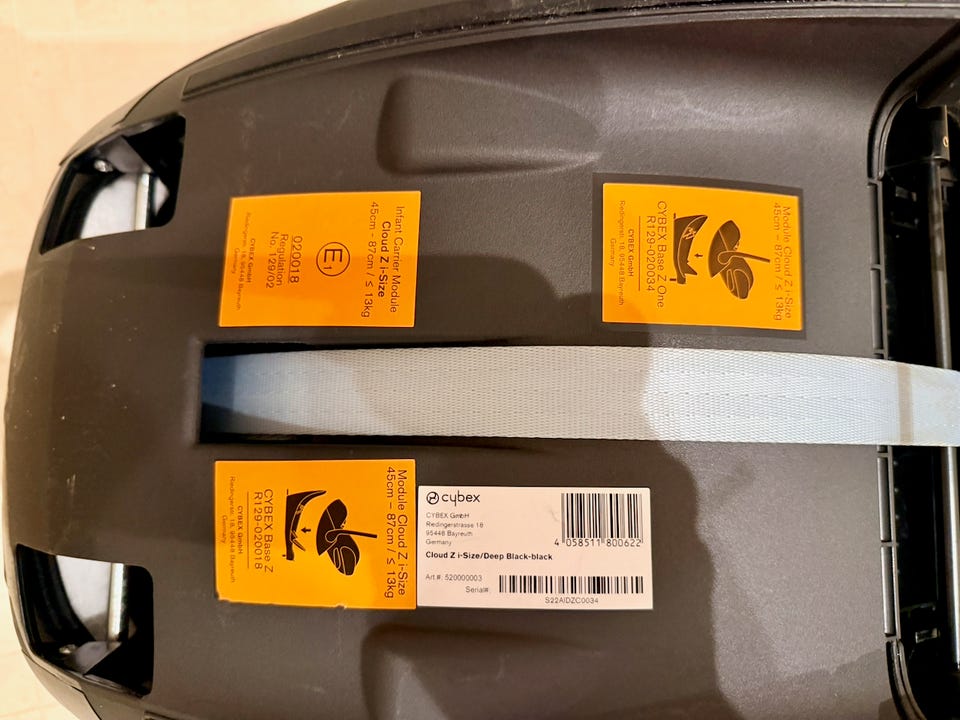 Infant Carrier Module
Cloud Z i-Size
45cm - 87cm / ≤ 13kg
E1
020018
Regulation
No. 129/02
CYBEX GmbH
Riedingerstr. 18, 95448 Bayreuth
Germany
Module Cloud Z i-Size
45cm – 87cm / ≤ 13kg
CYBEX Base Z One
R129-020034
CYBEX GmbH
Riedingerstr. 18, 95448 Bayreuth
Germany
Module Cloud Z i-Size
45cm – 87cm / ≤ 13kg
CYBEX Base Z
R129-020018
CYBEX GmbH
Riedingerstr. 18, 95448 Bayreuth
Germany
cybex
CYBEX GmbH
Riedingerstrasse 18
95448 Bayreuth
Germany
4 058511 800622
Cloud Z i-Size/Deep Black-black
Art.#: 520000003
Serial#:
S22AIDZC0034